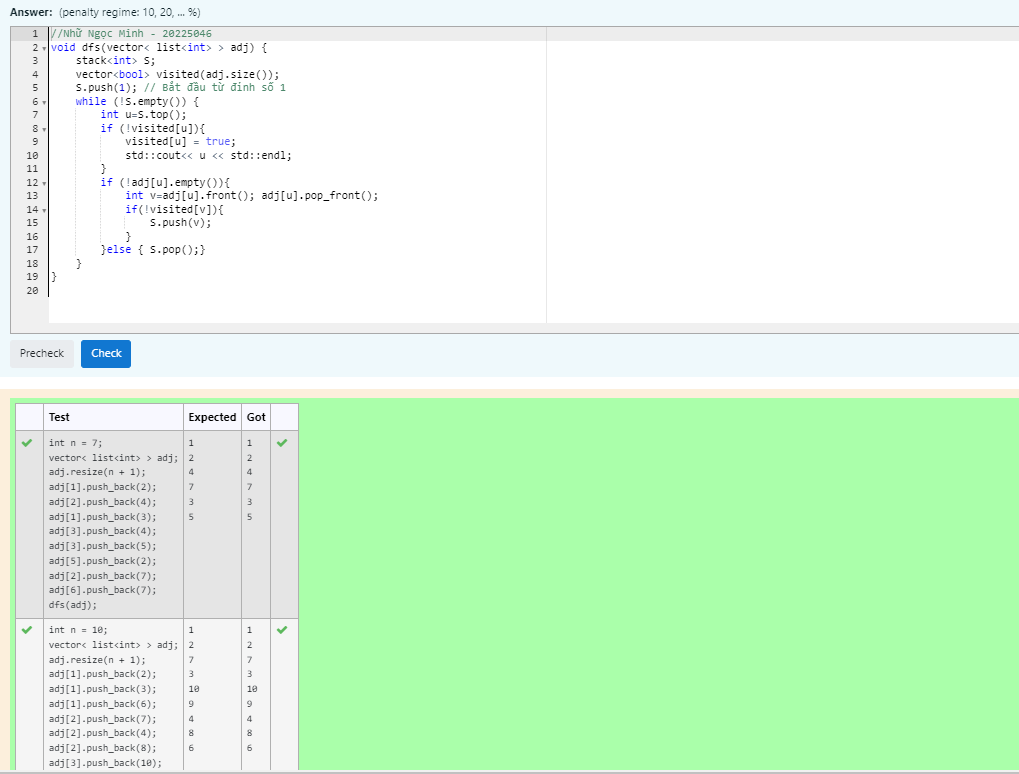 Answer: (penalty regime: 10, 20, ... %)
1 //Nhữ Ngọc Minh - 20225046
2 void dfs(vector< list<int> > adj) {
3 stack<int> S;
4 vector<bool> visited(adj.size());
5 S.push(1); // Bắt đầu từ đỉnh số 1
6 while (!S.empty()) {
7 int u=S.top();
8 if (!visited[u]){
9 visited[u] = true;
10 std::cout<< u << std::endl;
11 }
12 if (!adj[u].empty()){
13 int v=adj[u].front(); adj[u].pop_front();
14 if(!visited[v]){
15 S.push(v);
16 }
17 }else { S.pop();}
18 }
19 }
20
Precheck Check
Test Expected Got
int n = 7; 1 1
vector< list<int> > adj; 2 2
adj.resize(n + 1); 4 4
adj[1].push_back(2); 7 7
adj[2].push_back(4); 3 3
adj[1].push_back(3); 5 5
adj[3].push_back(4);
adj[3].push_back(5);
adj[5].push_back(2);
adj[2].push_back(7);
adj[6].push_back(7);
dfs(adj);
int n = 10; 1 1
vector< list<int> > adj; 2 2
adj.resize(n + 1); 7 7
adj[1].push_back(2); 3 3
adj[1].push_back(3); 10 10
adj[1].push_back(6); 9 9
adj[2].push_back(7); 4 4
adj[2].push_back(4); 8 8
adj[2].push_back(8); 6 6
adj[3].push_back(10);